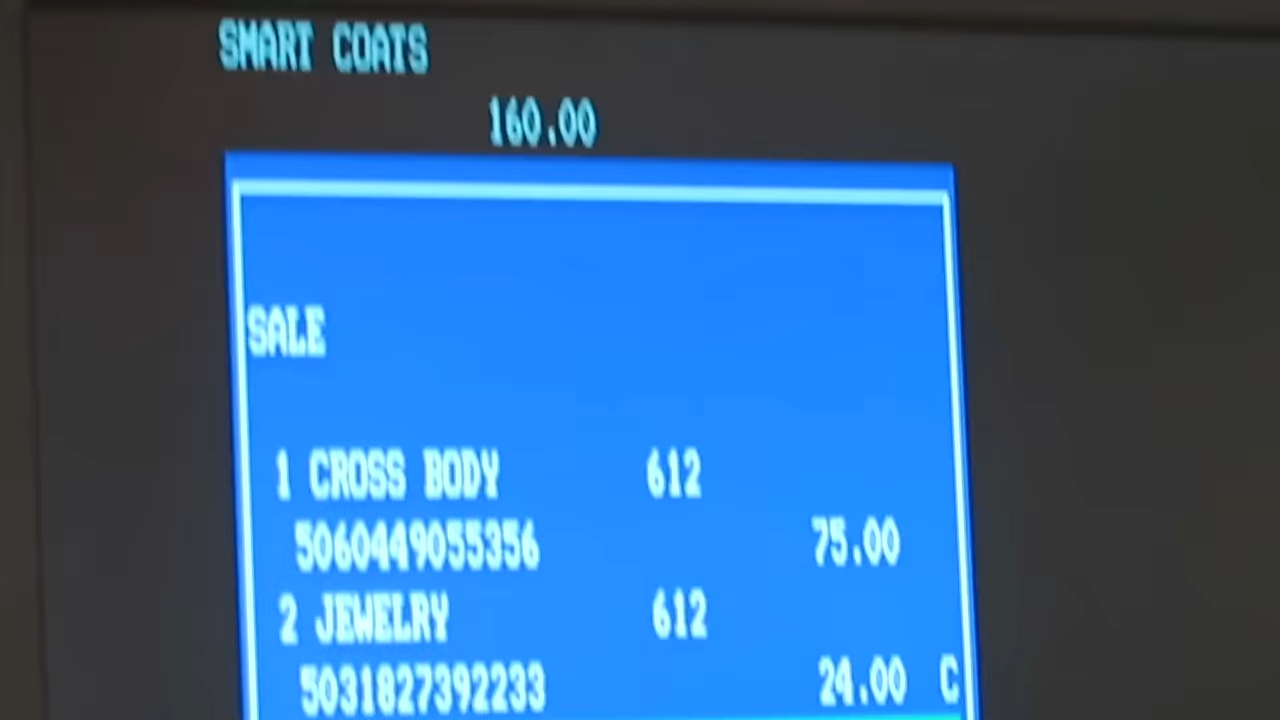 SMART COATS
160.00
SALE
1 CROSS BODY 612
5060449055356 75.00
2 JEWELRY 612
5031827392233 24.00 C